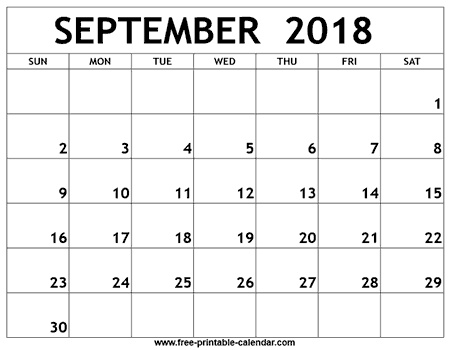 SEPTEMBER 2018
SUN MON TUE WED THU FRI SAT
1
2 3 4 5 6 7 8
9 10 11 12 13 14 15
16 17 18 19 20 21 22
23 24 25 26 27 28 29
30
www.free-printable-calendar.com